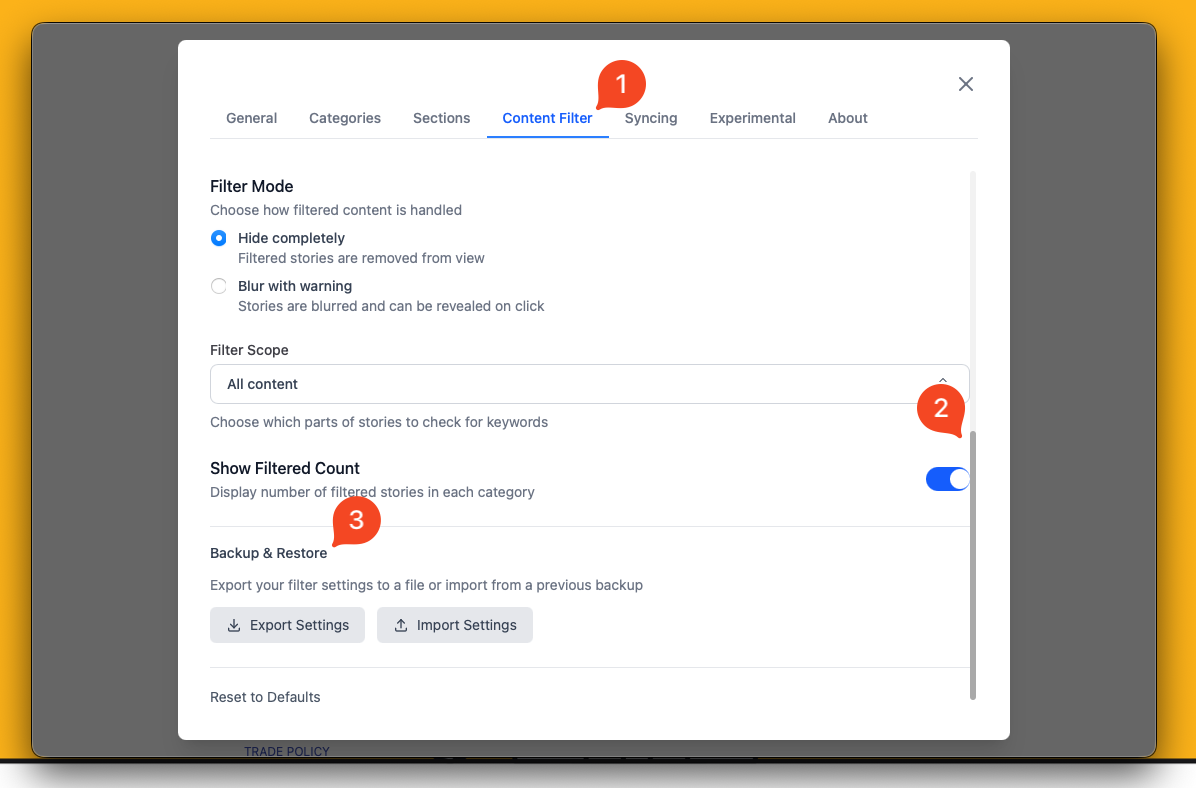 1
General Categories Sections Content Filter Syncing Experimental About
Filter Mode
Choose how filtered content is handled
Hide completely
Filtered stories are removed from view
Blur with warning
Stories are blurred and can be revealed on click
Filter Scope
All content
2
Choose which parts of stories to check for keywords
Show Filtered Count
Display number of filtered stories in each category
3
Backup & Restore
Export your filter settings to a file or import from a previous backup
Export Settings Import Settings
Reset to Defaults
TRADE POLICY